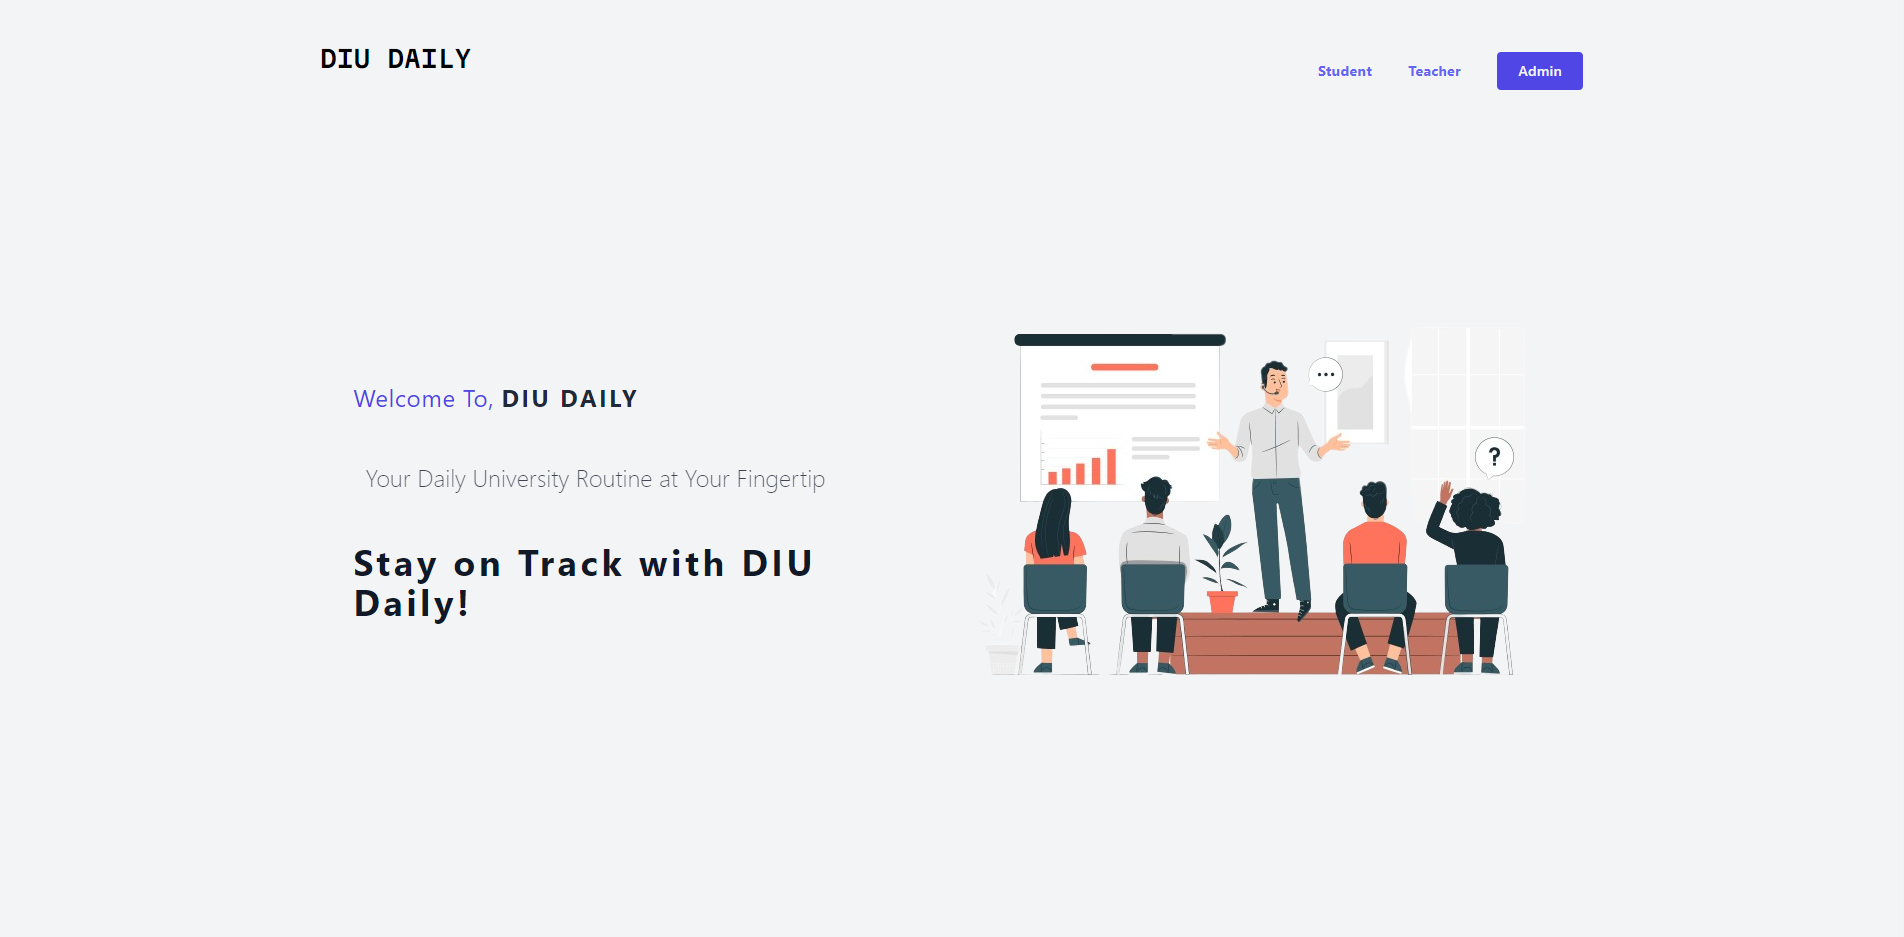 DIU DAILY
Student
Teacher
Admin
Welcome To, DIU DAILY
Your Daily University Routine at Your Fingertip
Stay on Track with DIU
Daily!
?